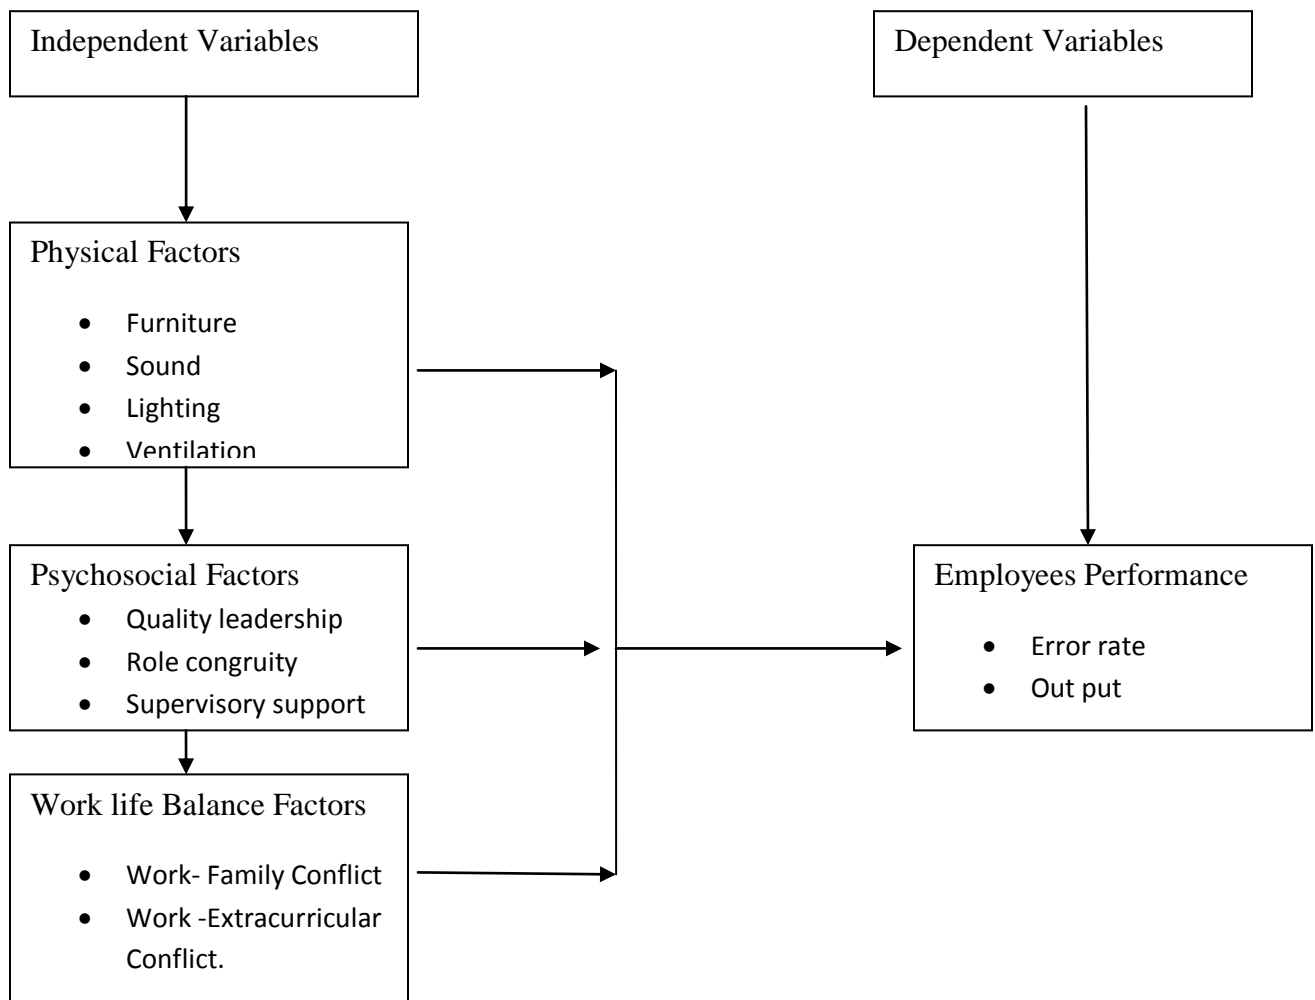 Independent Variables
Dependent Variables
Physical Factors
• Furniture
• Sound
• Lighting
• Ventilation
Psychosocial Factors
• Quality leadership
• Role congruity
• Supervisory support
Employees Performance
• Error rate
• Out put
Work life Balance Factors
• Work- Family Conflict
• Work -Extracurricular
Conflict.